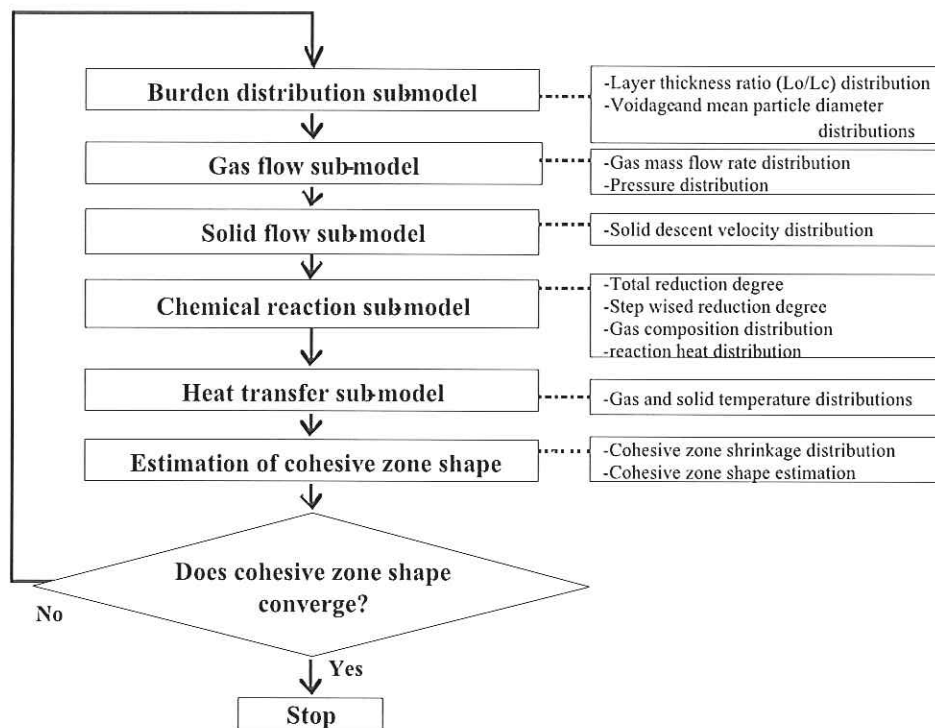 Burden distribution sub-model
-Layer thickness ratio (Lo/Lc) distribution
-Voidageand mean particle diameter
distributions
Gas flow sub-model
-Gas mass flow rate distribution
-Pressure distribution
Solid flow sub-model
-Solid descent velocity distribution
Chemical reaction sub-model
-Total reduction degree
-Step wised reduction degree
-Gas composition distribution
-reaction heat distribution
Heat transfer sub-model
-Gas and solid temperature distributions
Estimation of cohesive zone shape
-Cohesive zone shrinkage distribution
-Cohesive zone shape estimation
Does cohesive zone shape
converge?
No
Yes
Stop